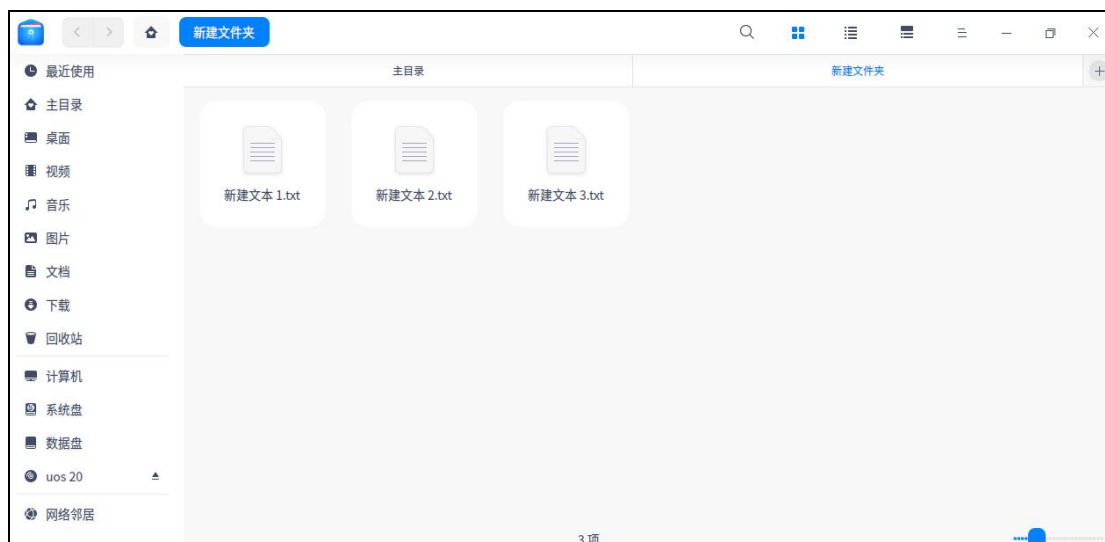 新建文件夹
最近使用
主目录
桌面
视频
音乐
图片
文档
下载
回收站
计算机
系统盘
数据盘
uos 20
网络邻居
主目录
新建文件夹
新建文本 1.txt
新建文本 2.txt
新建文本 3.txt
3 项